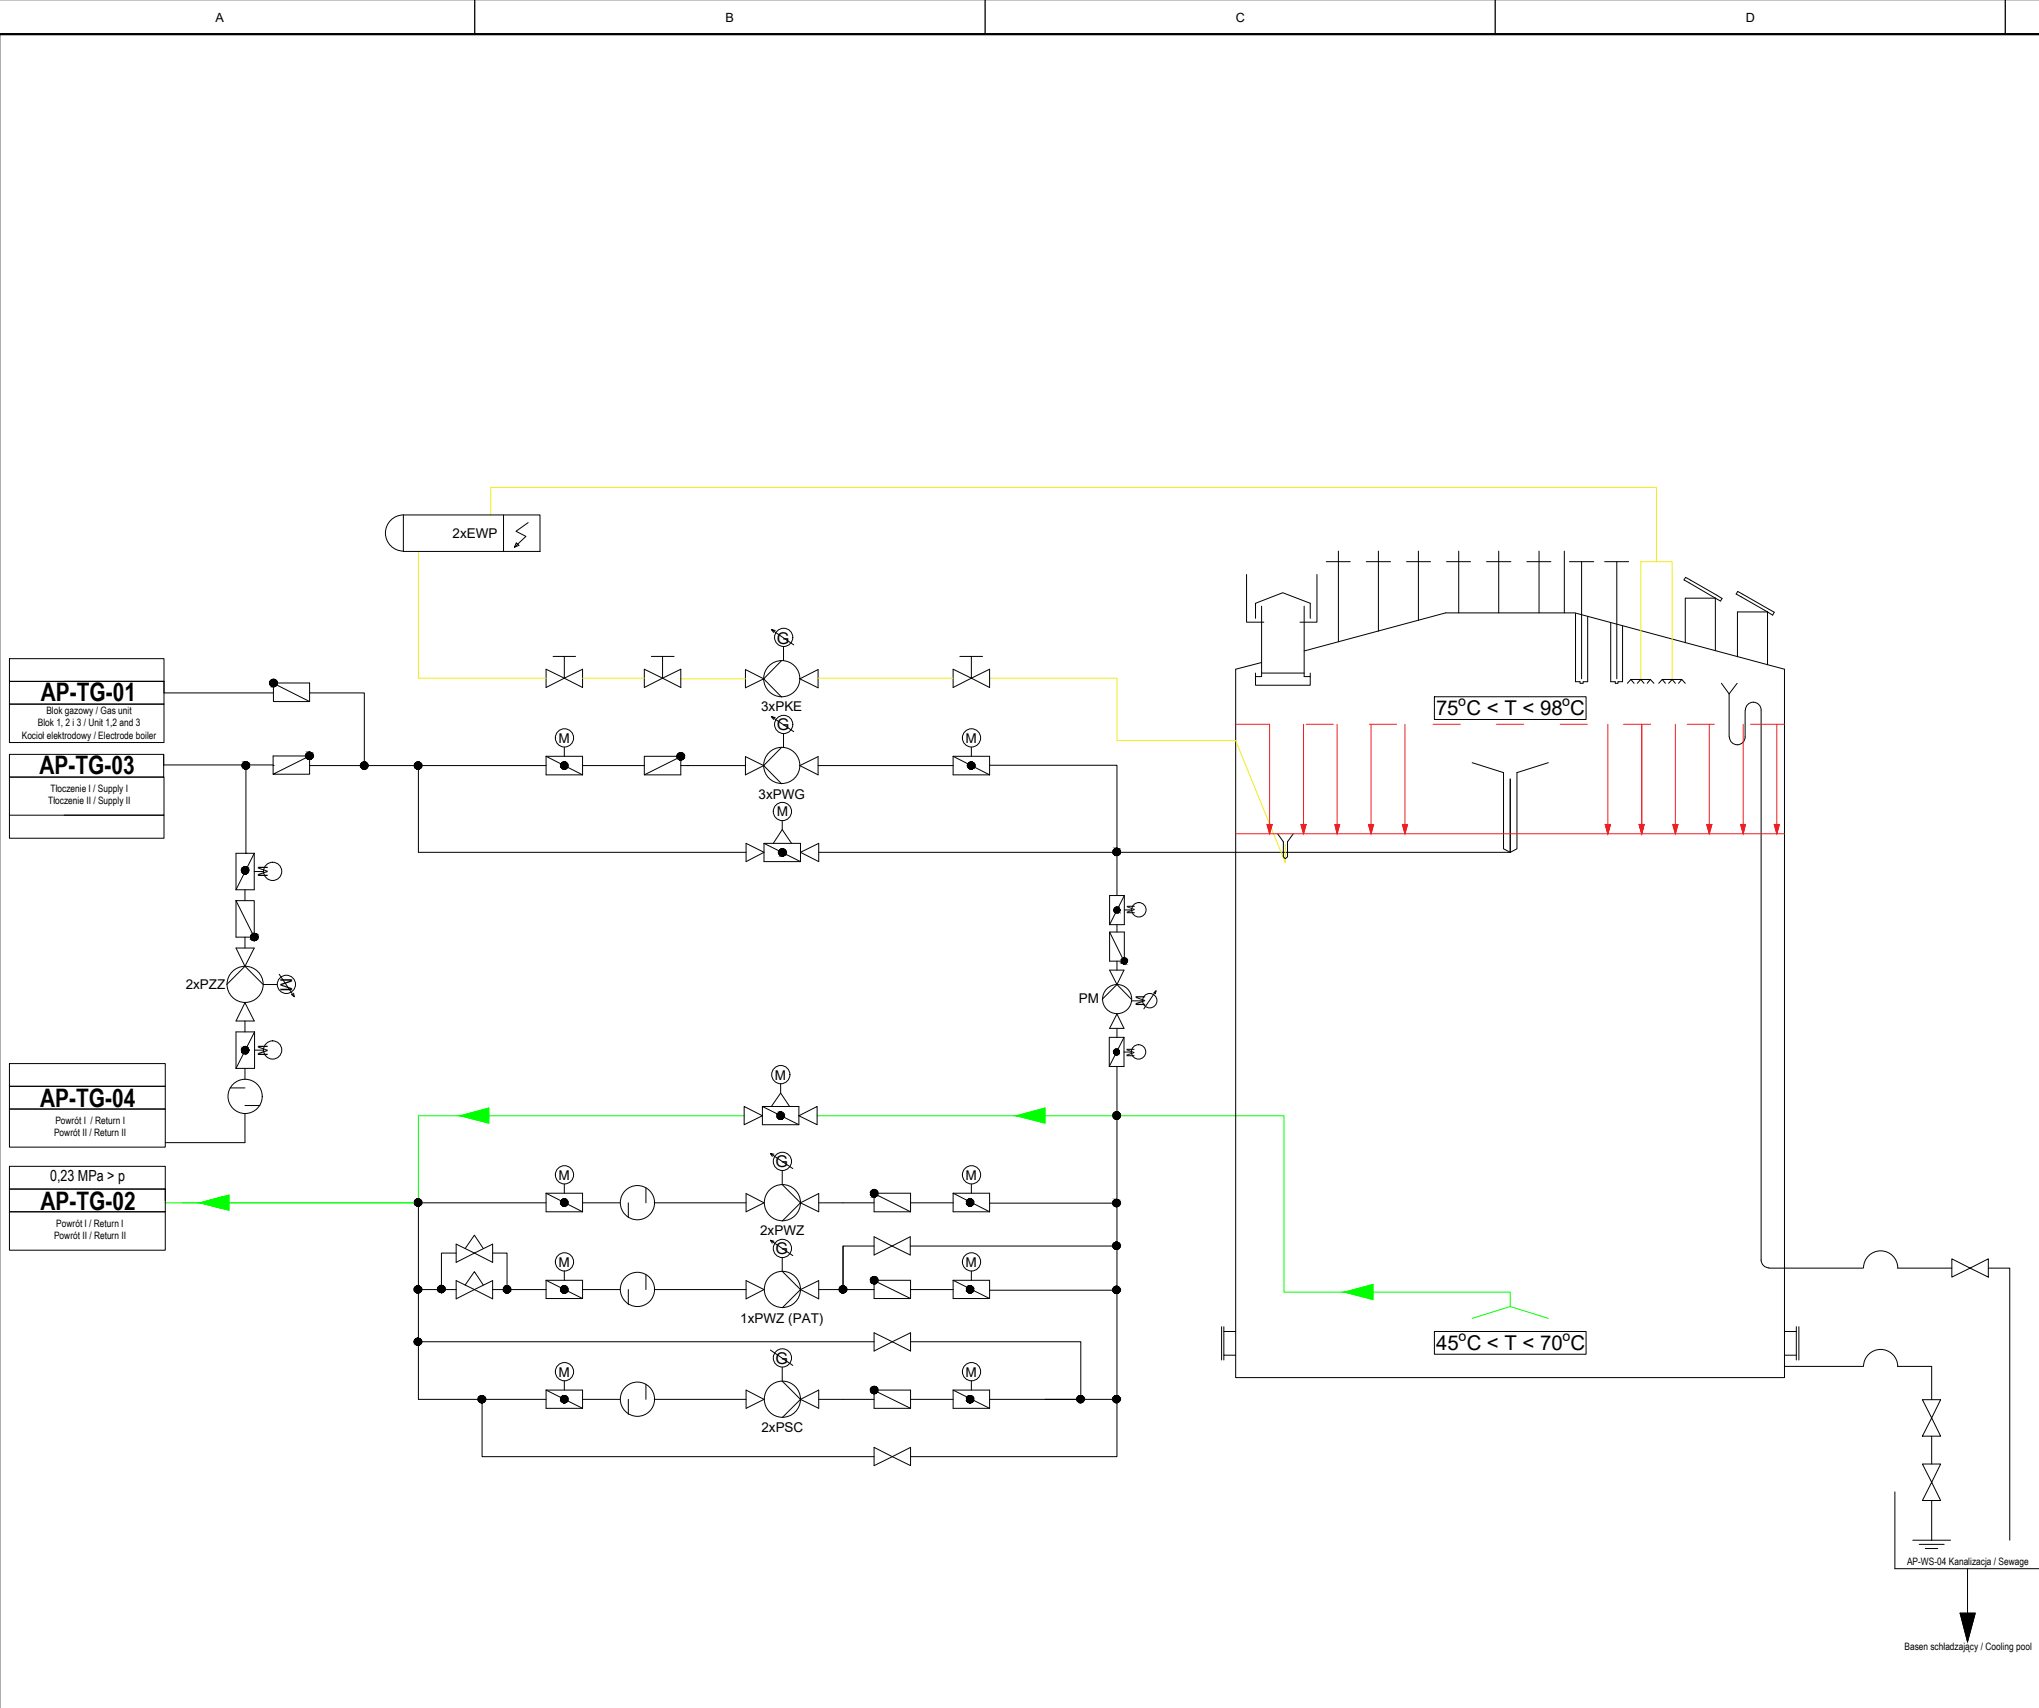 A
B
C
D
2xEWP
G
3xPKE
AP-TG-01
Blok gazowy / Gas unit
Blok 1, 2 i 3 / Unit 1,2 and 3
Kocioł elektrodowy / Electrode boiler
75°C < T < 98°C
M
G
M
3xPWG
AP-TG-03
Tłoczenie I / Supply I
Tłoczenie II / Supply II
M
M
M
2xPZZ
M
M
M
PM
M
M
AP-TG-04
Powrót I / Return I
Powrót II / Return II
M
0,23 MPa > p
AP-TG-02
Powrót I / Return I
Powrót II / Return II
M
G
M
2xPWZ
M
G
M
1xPWZ (PAT)
45°C < T < 70°C
M
G
M
2xPSC
AP-WS-04 Kanalizacja / Sewage
Basen schładzający / Cooling pool